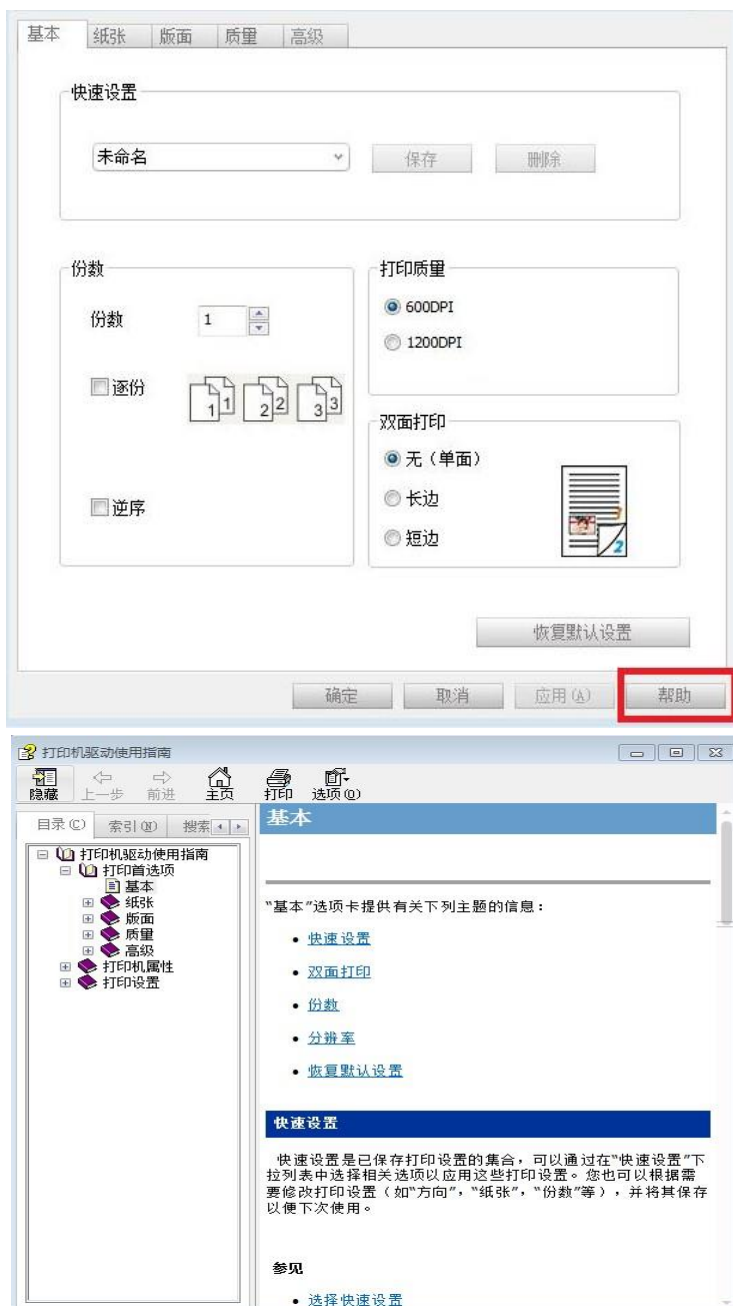 基本 纸张 版面 质量 高级
快速设置
未命名 保存 删除
份数
份数 1
逐份
1 1 2 2 3 3
逆序
打印质量
600DPI
1200DPI
双面打印
无（单面）
长边
短边
3
2
恢复默认设置
确定 取消 应用(A) 帮助
打印机驱动使用指南
隐藏 上一步 前进 主页 打印 选项(O)
目录(C) 索引(N) 搜索
打印机驱动使用指南
打印首选项
基本
纸张
版面
质量
高级
打印机属性
打印设置
基本
“基本”选项卡提供有关下列主题的信息：
• 快速设置
• 双面打印
• 份数
• 分辨率
• 恢复默认设置
快速设置
快速设置是已保存打印设置的集合，可以通过在“快速设置”下
拉列表中选择相关选项以应用这些打印设置。您也可以根据需
要修改打印设置（如“方向”，“纸张”，“份数”等），并将其保存
以便下次使用。
参见
• 选择快速设置